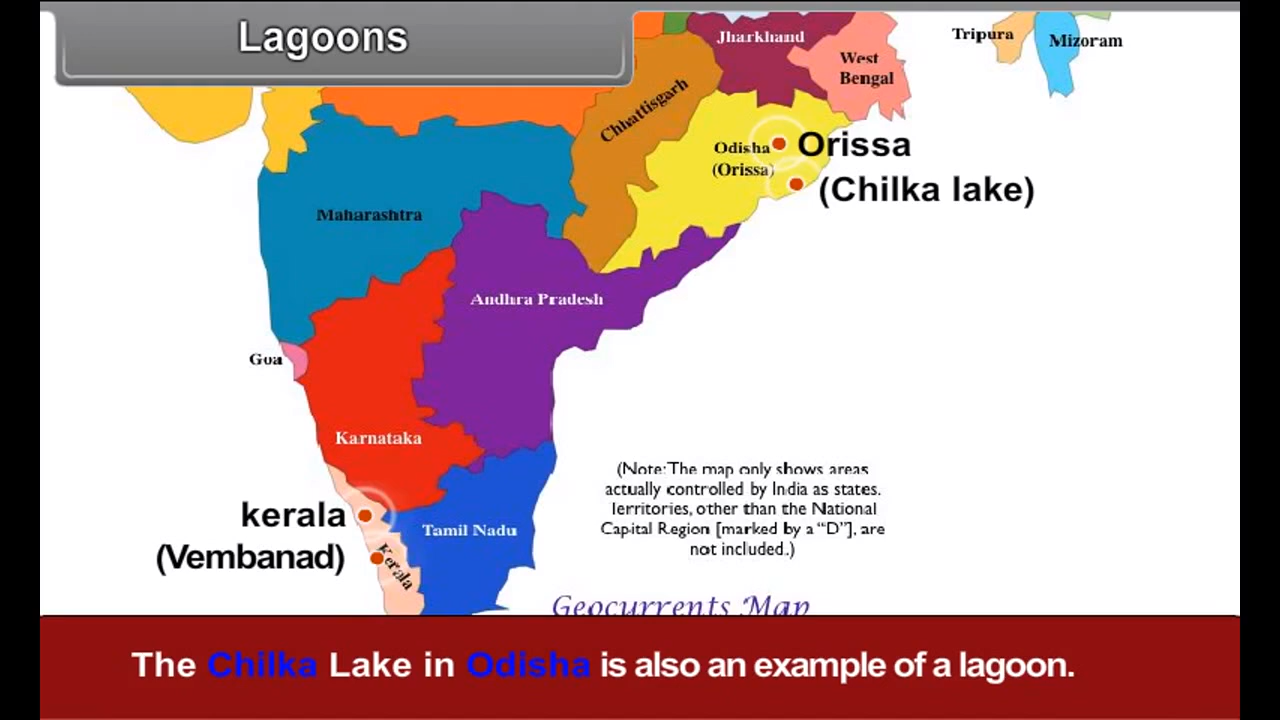 Lagoons
Jharkhand
Tripura
Mizoram
West
Bengal
Chhattisgarh
Odisha
(Orissa)
Orissa
(Chilka lake)
Maharashtra
Andhra Pradesh
Goa
Karnataka
(Note: The map only shows areas
actually controlled by India as states.
Territories, other than the National
Capital Region [marked by a “D”], are
not included.)
kerala
(Vembanad)
Kerala
Tamil Nadu
Geocurrents Map
The Chilka Lake in Odisha is also an example of a lagoon.